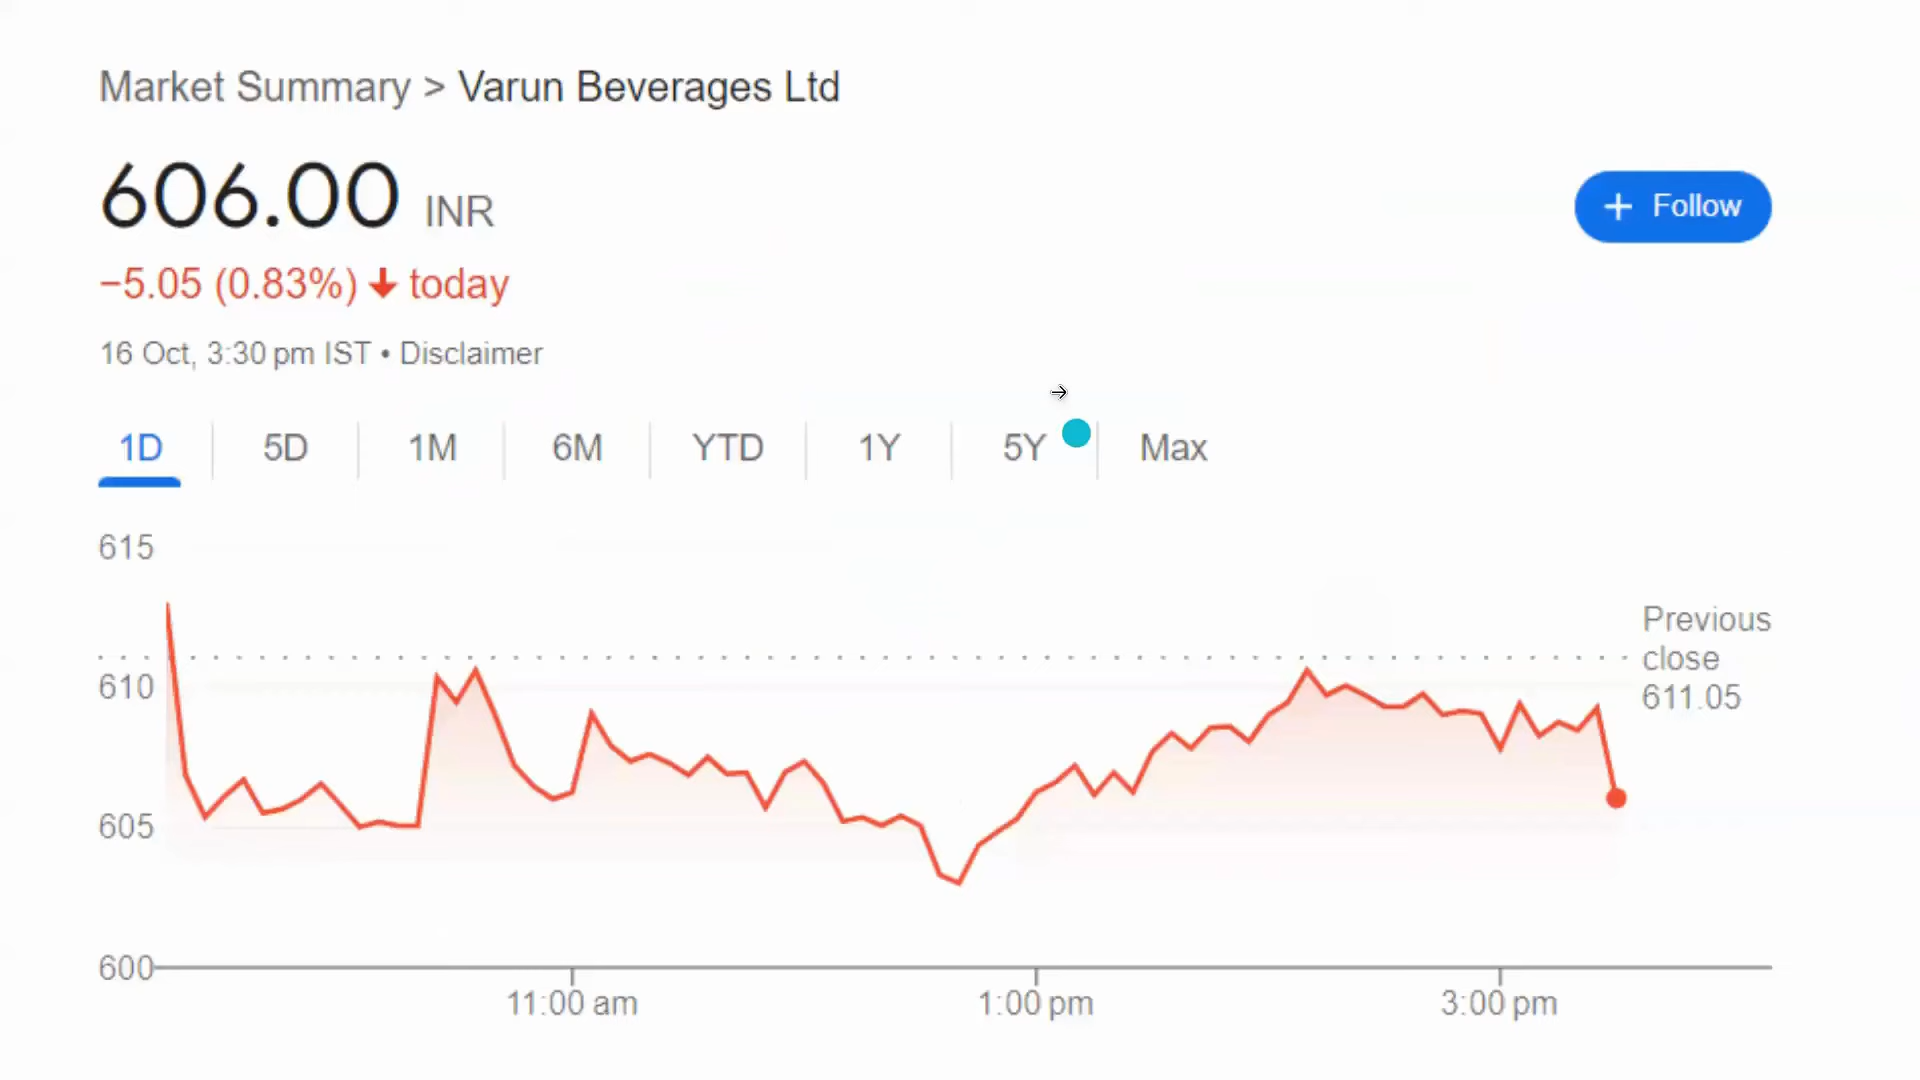 Market Summary > Varun Beverages Ltd
606.00 INR
+ Follow
−5.05 (0.83%) ↓ today
16 Oct, 3:30 pm IST • Disclaimer
1D 5D 1M 6M YTD 1Y 5Y Max
615
Previous
close
611.05
610
605
600
11:00 am 1:00 pm 3:00 pm